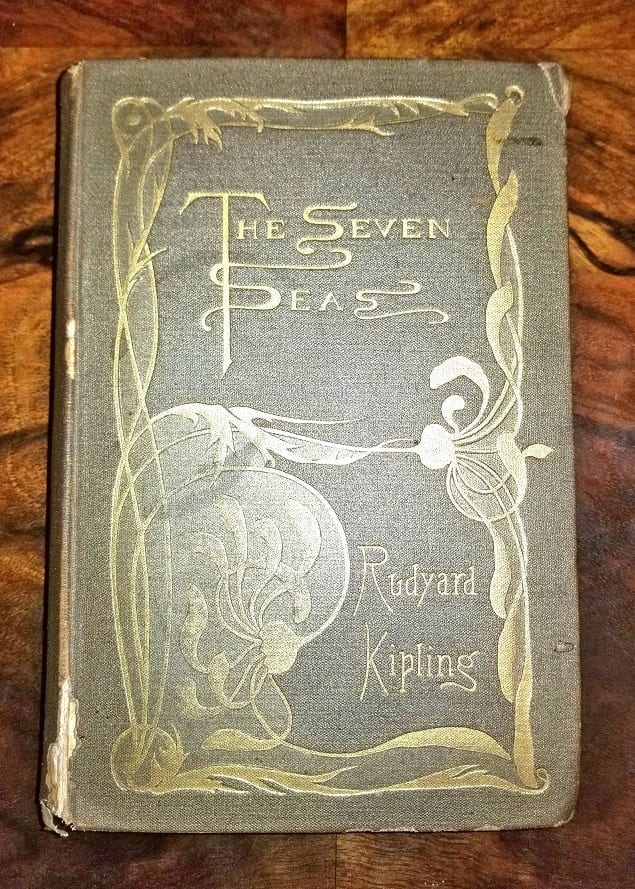 The Seven
Seas
Rudyard
Kipling